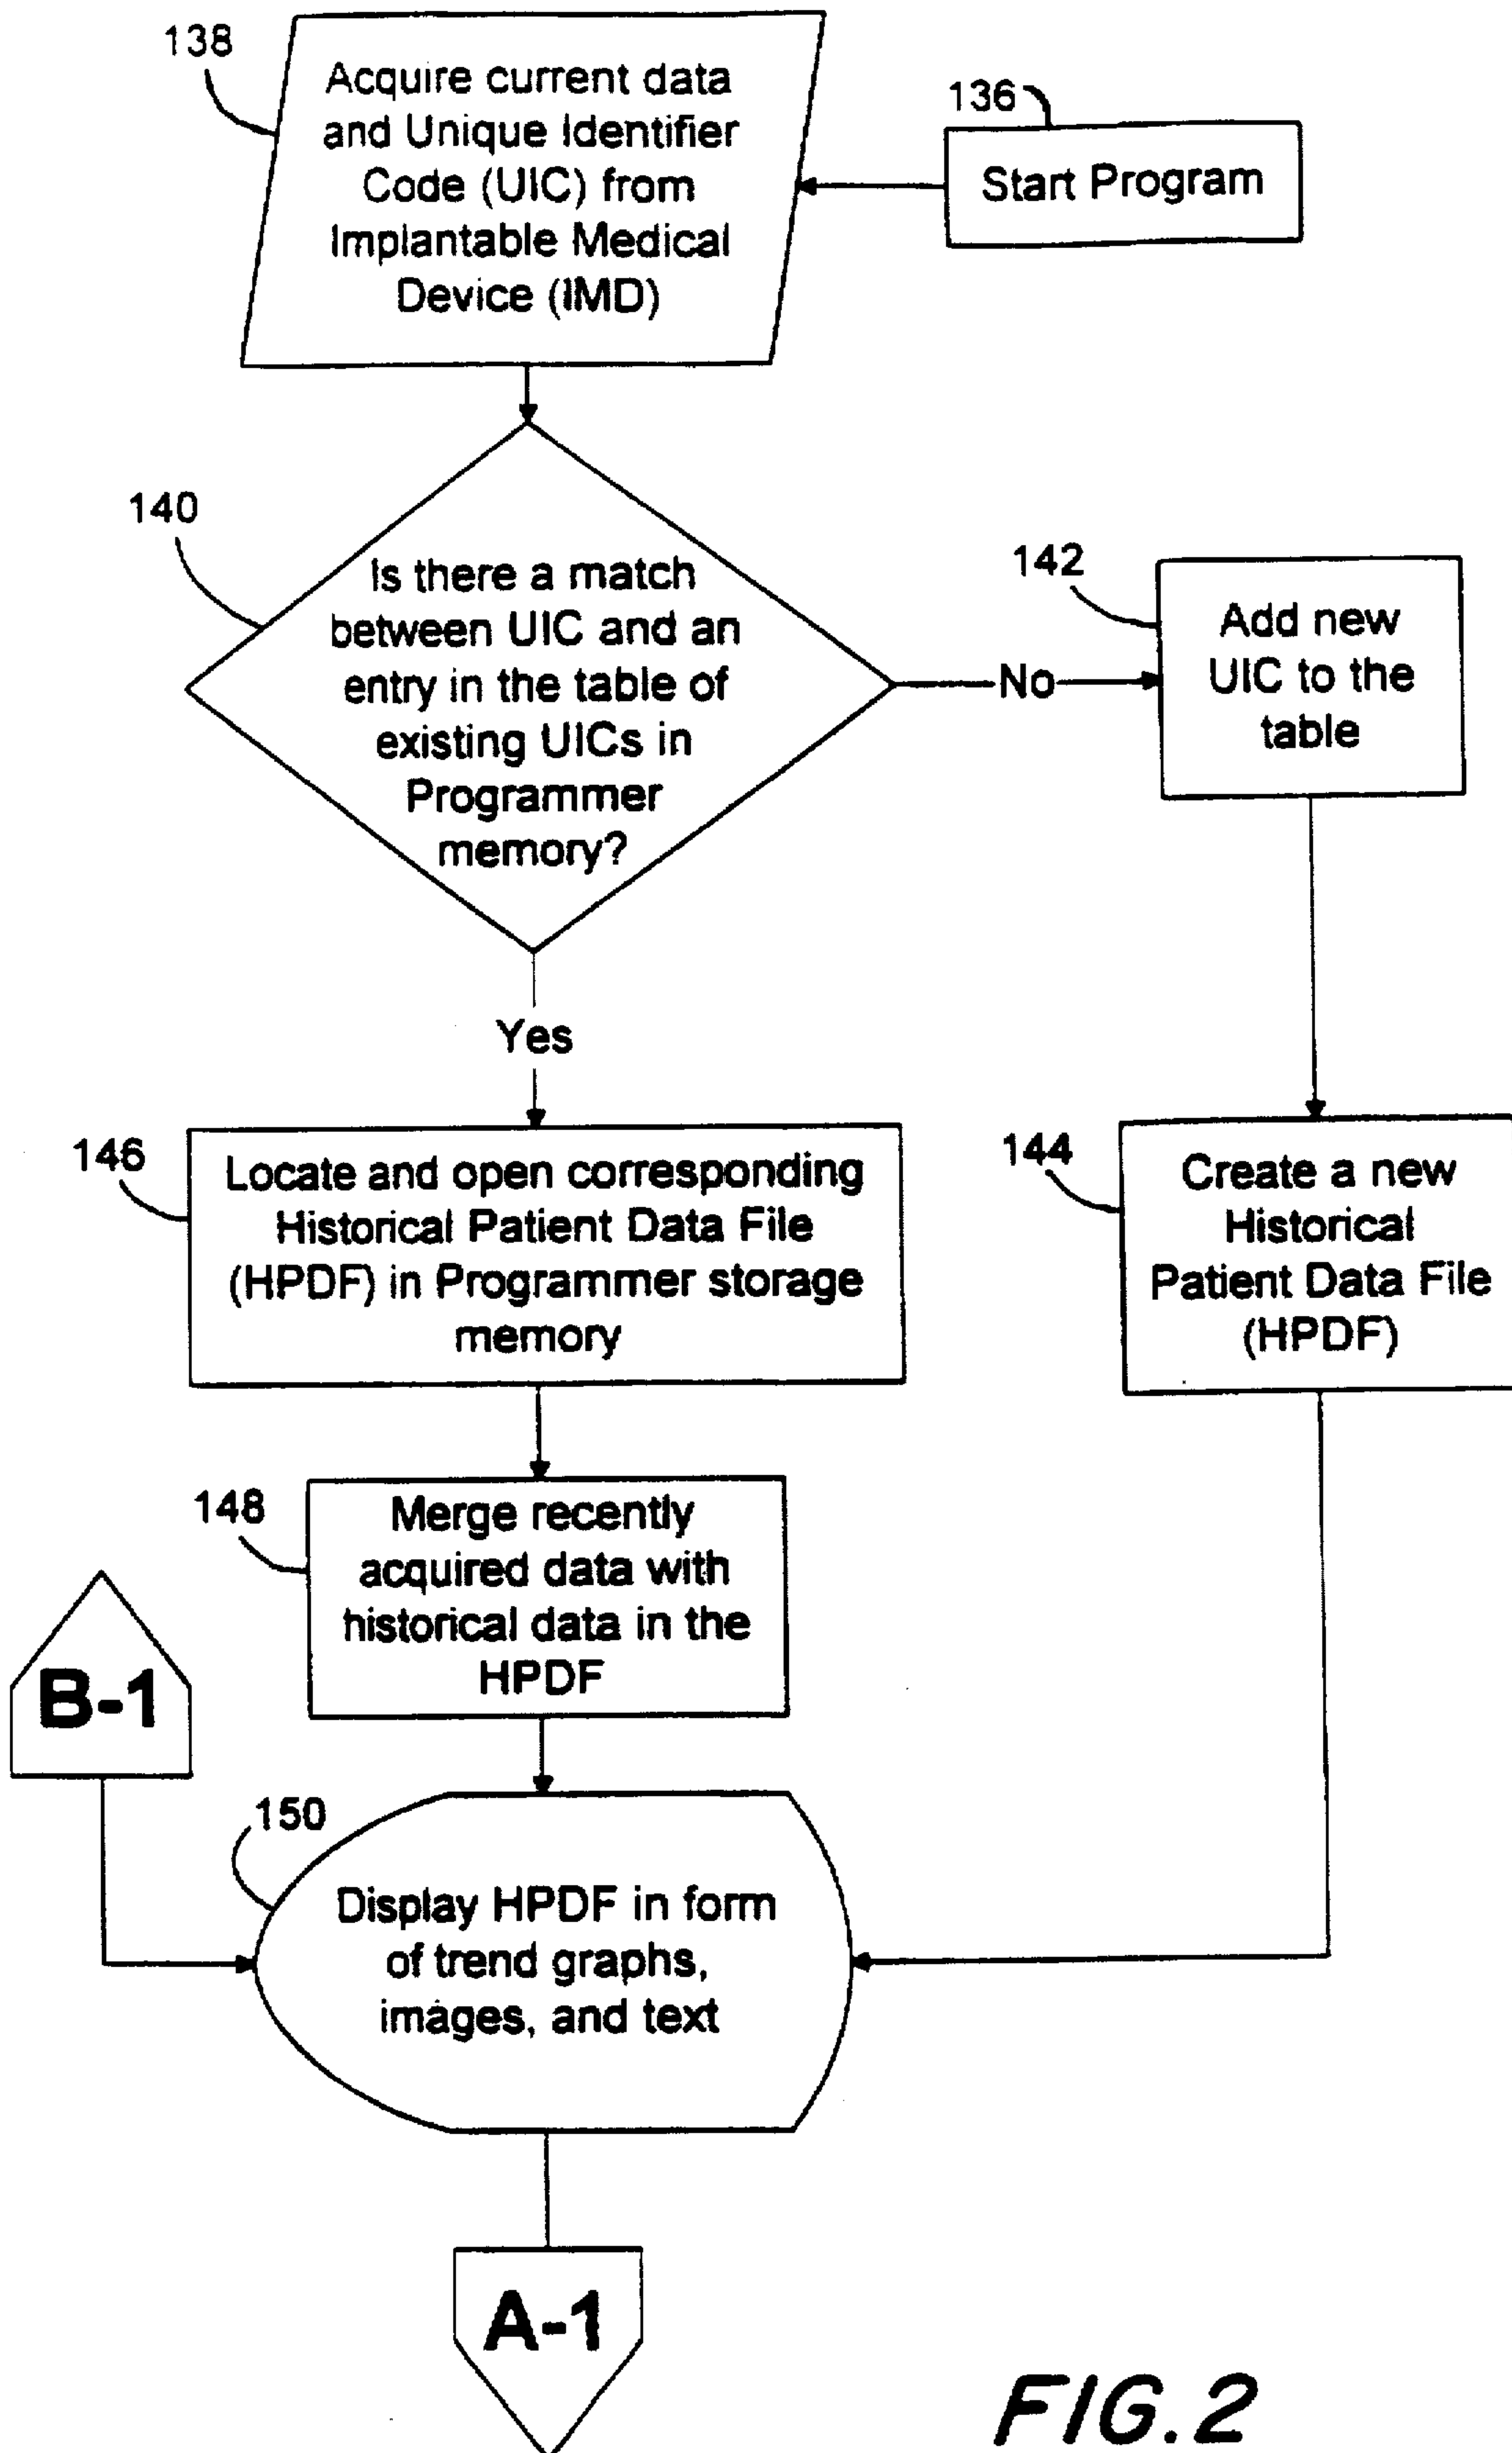 138
Acquire current data
and Unique Identifier
Code (UIC) from
Implantable Medical
Device (IMD)
136
Start Program
140
Is there a match
between UIC and an
entry in the table of
existing UICs in
Programmer
memory?
No
142
Add new
UIC to the
table
Yes
146
Locate and open corresponding
Historical Patient Data File
(HPDF) in Programmer storage
memory
144
Create a new
Historical
Patient Data File
(HPDF)
148
Merge recently
acquired data with
historical data in the
HPDF
B-1
150
Display HPDF in form
of trend graphs,
images, and text
A-1
FIG.2